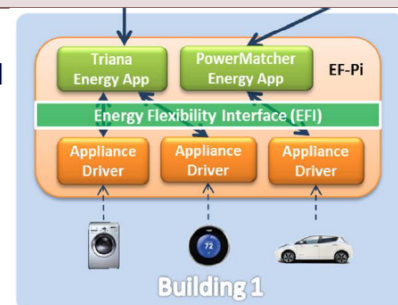 Triana
Energy App
PowerMatcher
Energy App
EF-Pi
Energy Flexibility Interface (EFI)
Appliance
Driver
Appliance
Driver
Appliance
Driver
72
Building 1